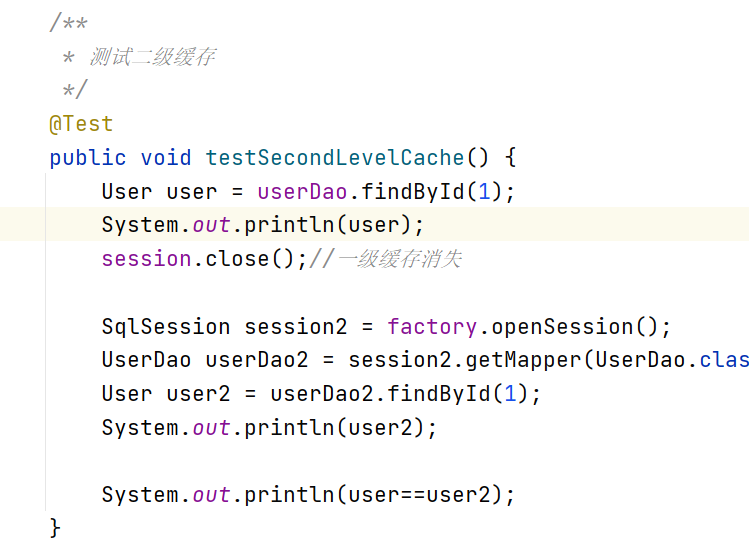 /**
 * 测试二级缓存
 */
@Test
public void testSecondLevelCache() {
    User user = userDao.findById(1);
    System.out.println(user);
    session.close();//一级缓存消失

    SqlSession session2 = factory.openSession();
    UserDao userDao2 = session2.getMapper(UserDao.clas
    User user2 = userDao2.findById(1);
    System.out.println(user2);

    System.out.println(user==user2);
}